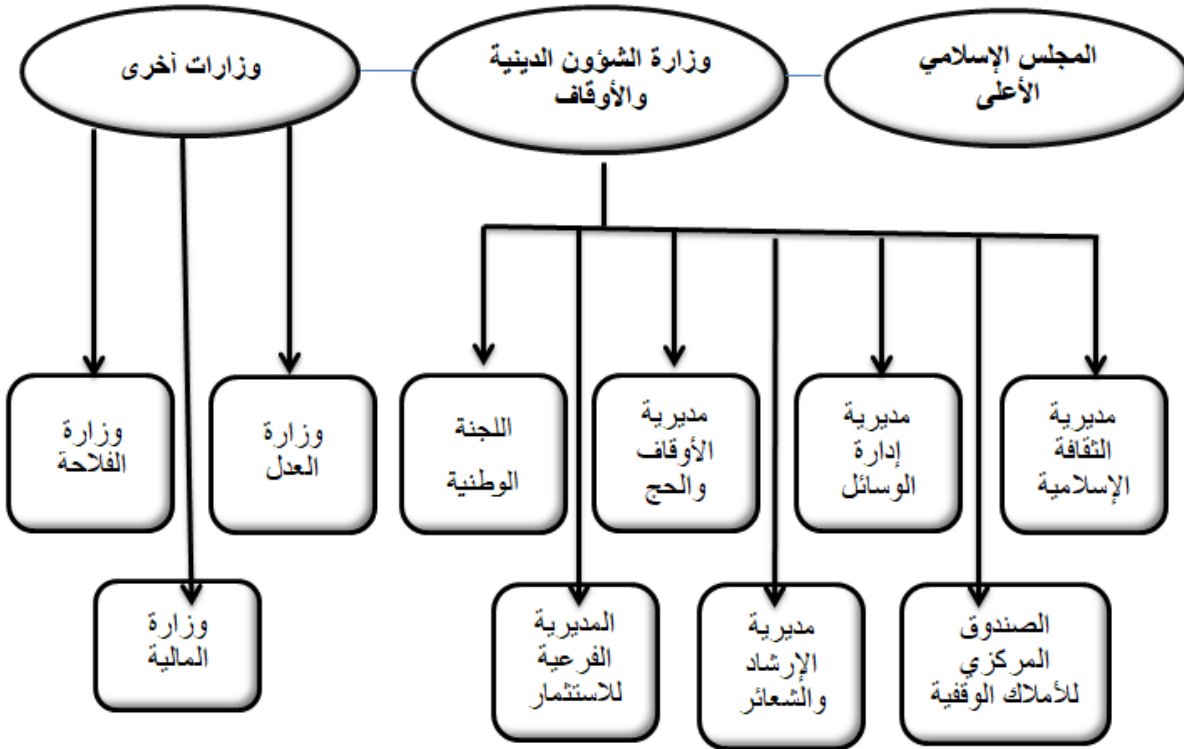 المجلس الإسلامي
الأعلى
وزارة الشؤون الدينية
والأوقاف
وزارات أخرى
مديرية
الثقافة
الإسلامية
مديرية
إدارة
الوسائل
مديرية
الأوقاف
والحج
اللجنة
الوطنية
وزارة
العدل
وزارة
الفلاحة
الصندوق
المركزي
للأملاك الوقفية
مديرية
الإرشاد
والشعائر
المديرية
الفرعية
للاستثمار
وزارة
المالية